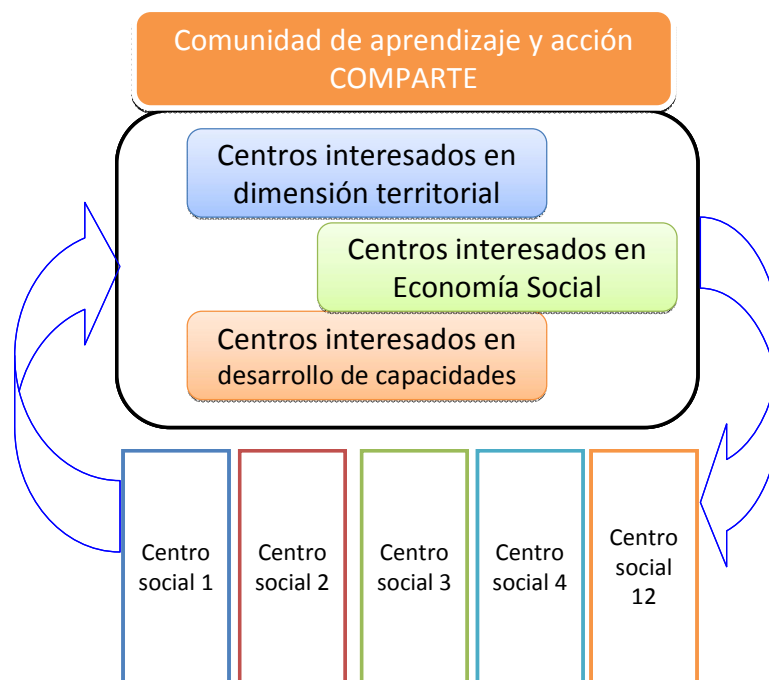 Comunidad de aprendizaje y acción
COMPARTE
Centros interesados en
dimensión territorial
Centros interesados en
Economía Social
Centros interesados en
desarrollo de capacidades
Centro
social 1
Centro
social 2
Centro
social 3
Centro
social 4
Centro
social
12